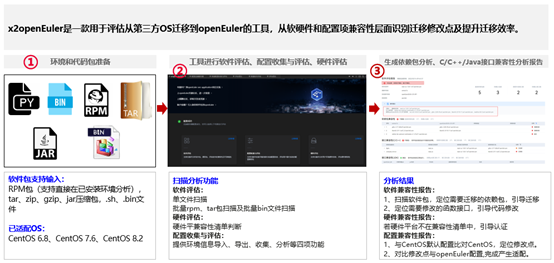 x2openEuler是一款用于评估从第三方OS迁移到openEuler的工具，从软硬件和配置项兼容性层面识别迁移修改点及提升迁移效率。
① 环境和代码包准备
② 工具进行软件评估、配置收集与评估、硬件评估
③ 生成依赖包分析、C/C++/Java接口兼容性分析报告
PY
BIN
RPM
TAR
JAR
BIN
软件包支持输入：
RPM包（支持直接在已安装环境分析），
tar、zip、gzip、jar压缩包，.sh、.bin文
件
已适配OS:
CentOS 6.8、CentOS 7.6、CentOS 8.2
扫描分析功能
软件评估：
单文件扫描
批量rpm、tar包扫描及批量bin文件扫描
硬件评估：
硬件平兼容性清单判断
配置收集与评估：
提供环境信息导入、导出、收集、分析等四项功能
分析结果
软件兼容性报告：
1、扫描软件包，定位需要迁移的依赖包，引导迁移
2、定位需要修改的函数接口，引导代码修改
硬件兼容性报告：
若硬件平台不在兼容性清单中，引导认证
配置兼容性报告：
1、与CentOS默认配置比对CentOS，定位修改点。
2、对比修改点与openEuler配置,完成产生适配。